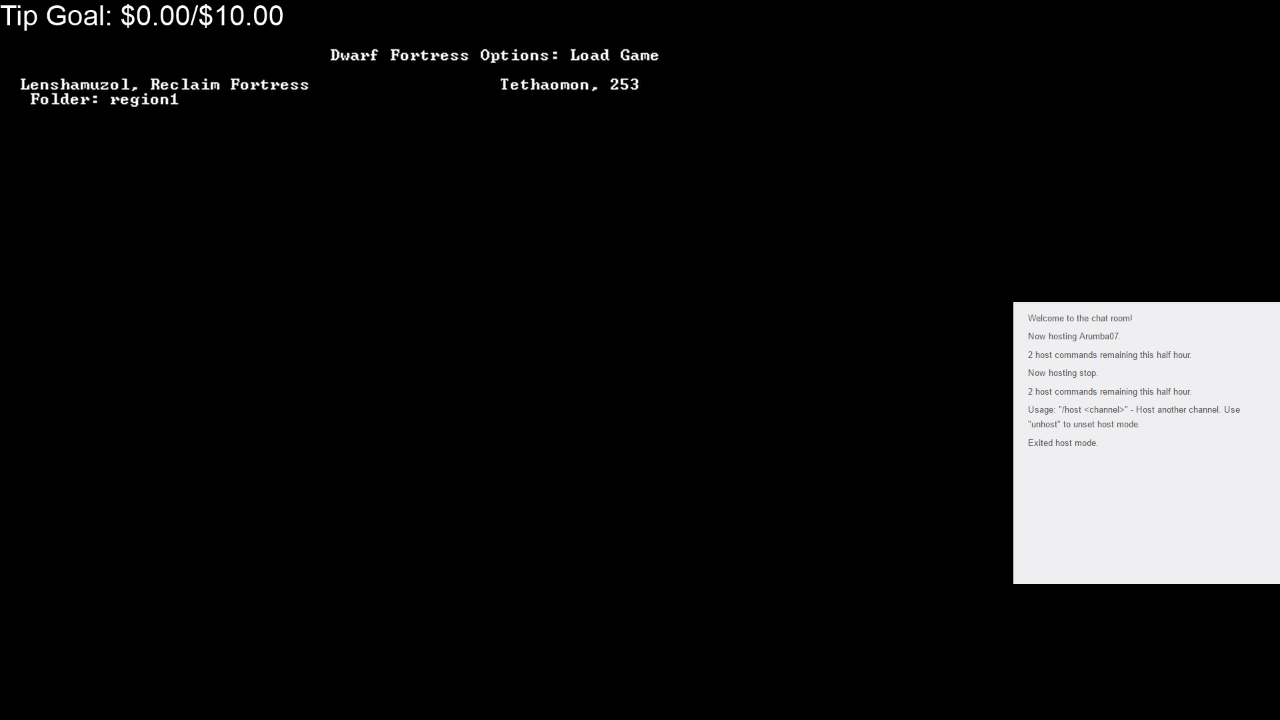 Tip Goal: $0.00/$10.00
Dwarf Fortress Options: Load Game
Lenshamuzol, Reclaim Fortress Tethaomon, 253
Folder: region1
Welcome to the chat room!
Now hosting Arumba07.
2 host commands remaining this half hour.
Now hosting stop.
2 host commands remaining this half hour.
Usage: "/host <channel>" - Host another channel. Use
"unhost" to unset host mode.
Exited host mode.